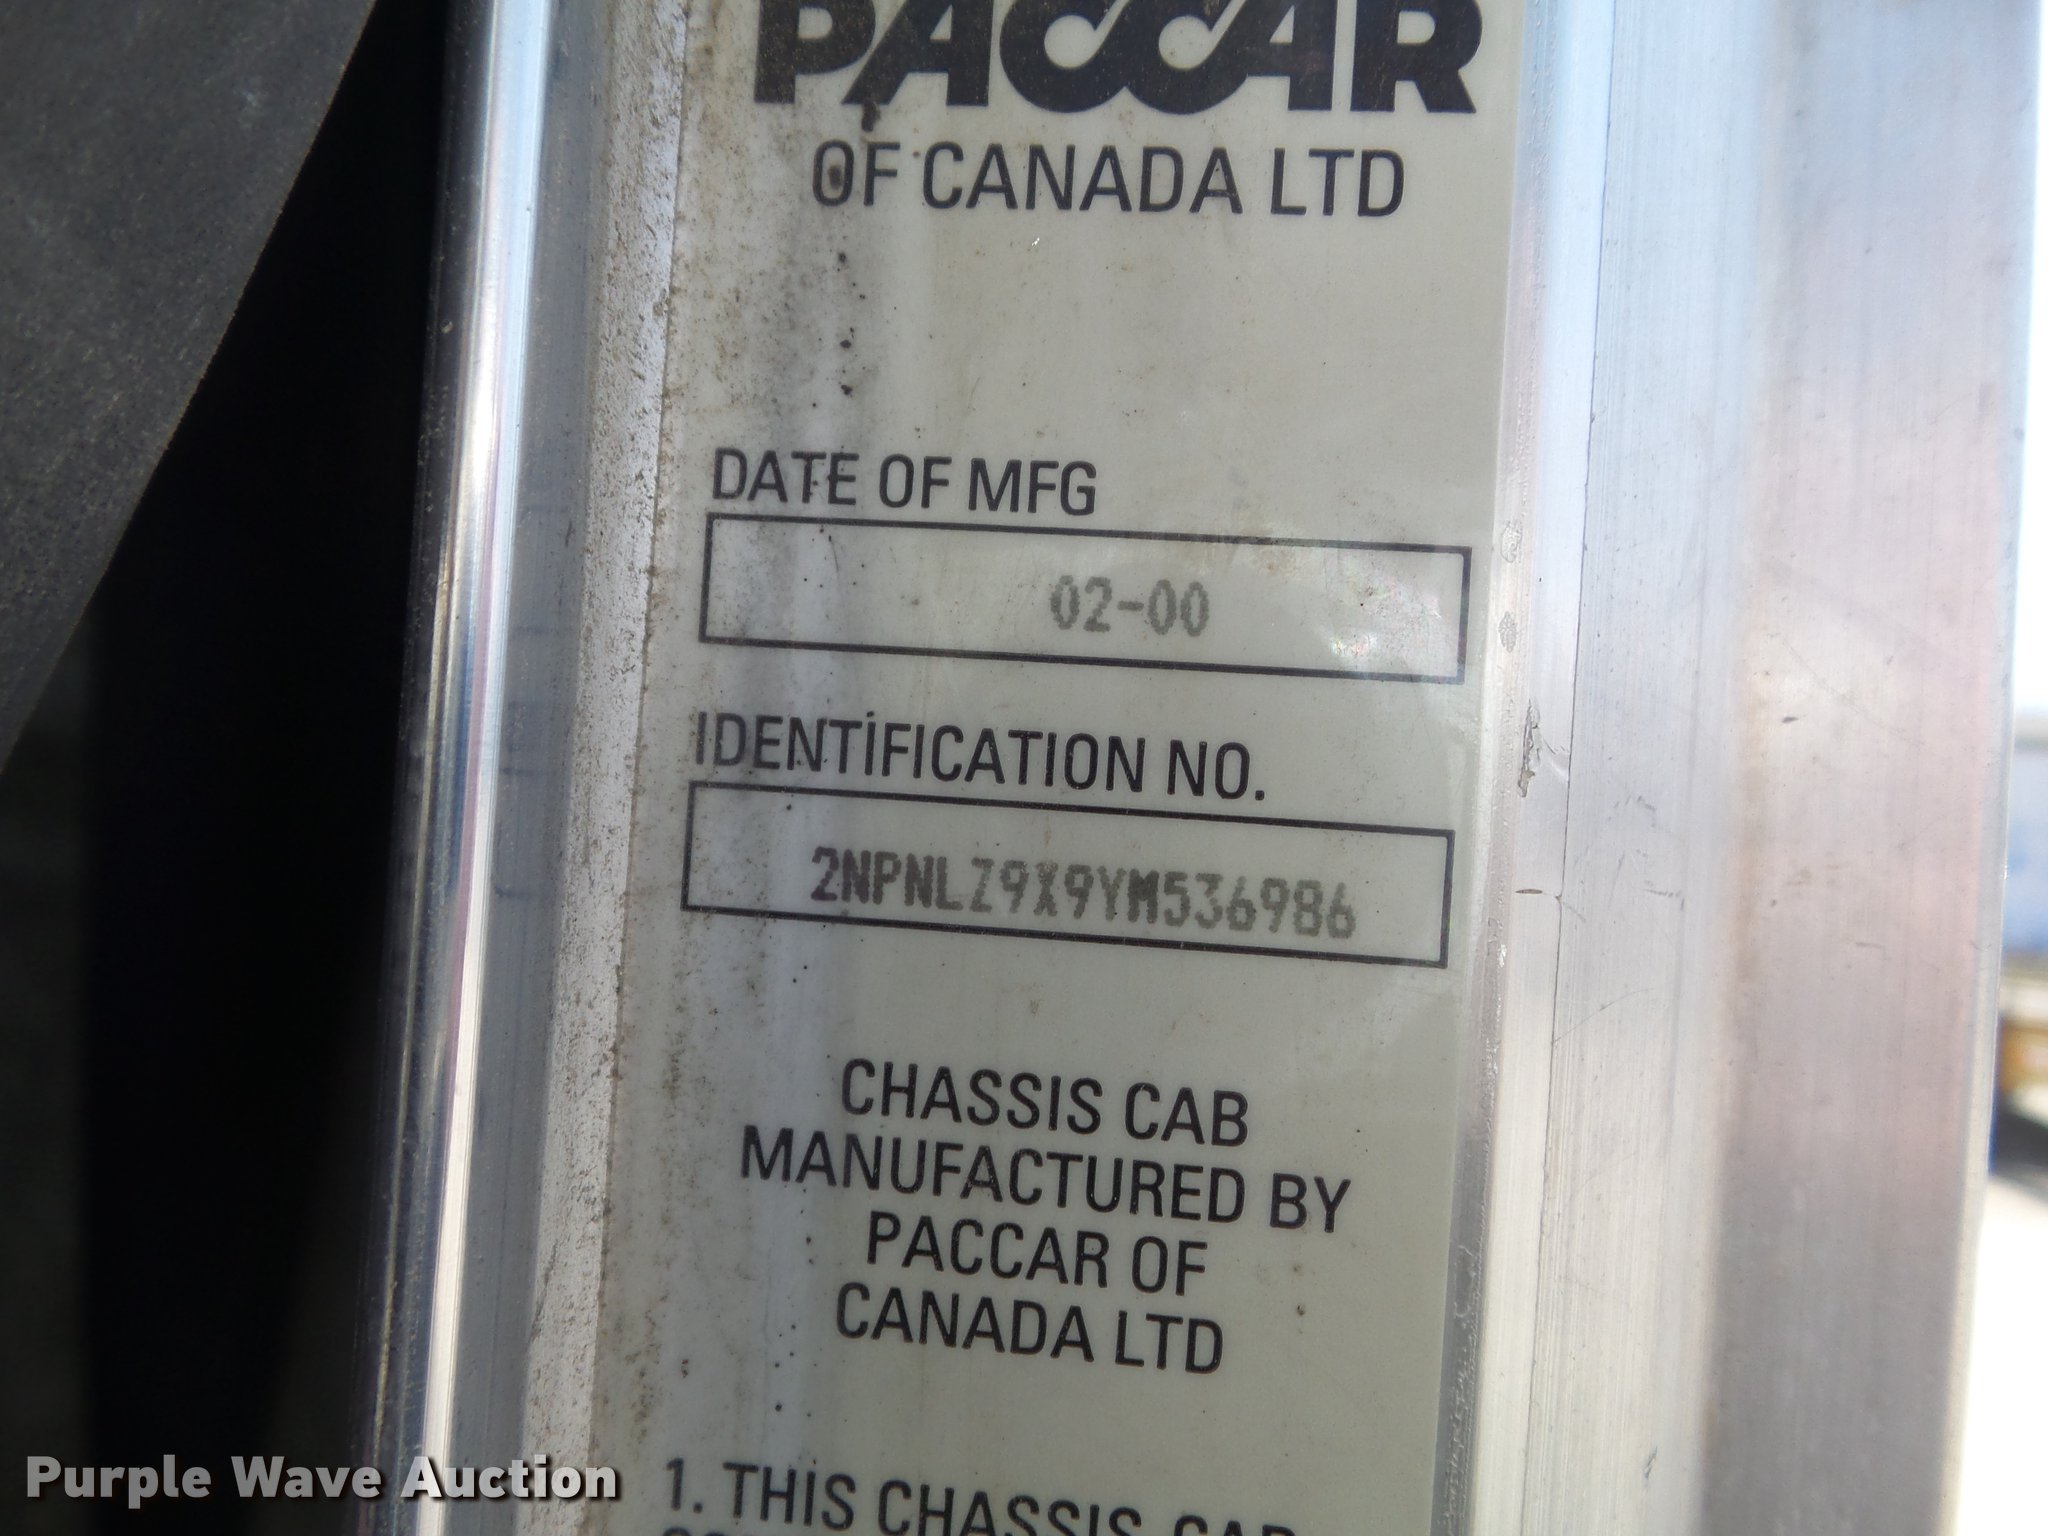 PACCAR
OF CANADA LTD
DATE OF MFG
02-00
IDENTIFICATION NO.
2NPNLZ9X9YM536986
CHASSIS CAB
MANUFACTURED BY
PACCAR OF
CANADA LTD
1. THIS CHASSIS-CAB
Purple Wave Auction